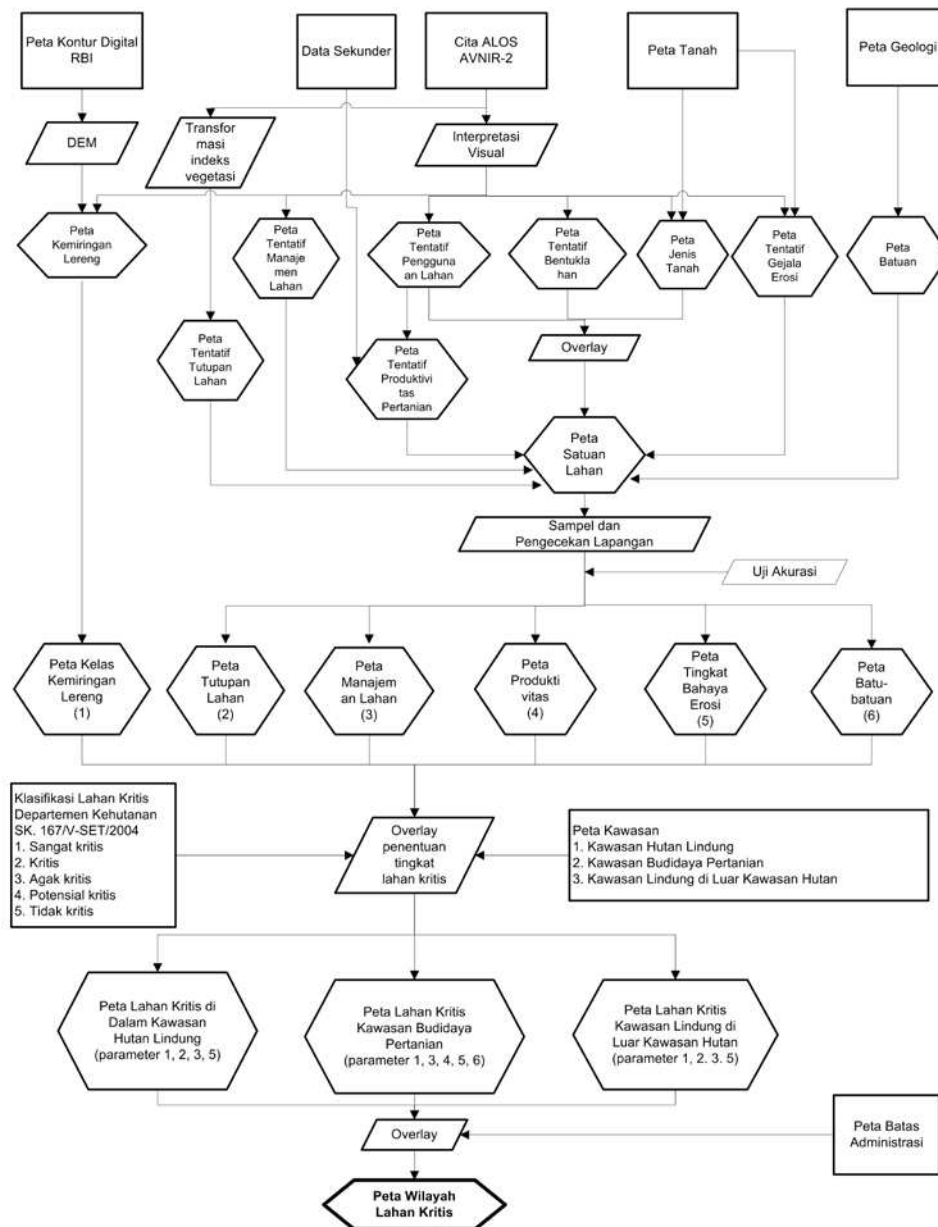 Peta Kontur Digital
RBI
Data Sekunder
Cita ALOS
AVNIR-2
Peta Tanah
Peta Geologi
DEM
Transfor
masi
indeks
vegetasi
Interpretasi
Visual
Peta
Kemiringan
Lereng
Peta
Tentatif
Manaje
men
Lahan
Peta
Tentatif
Penggu
naan Lahan
Peta
Tentatif
Bentukla
han
Peta
Jenis
Tanah
Peta
Tentatif
Gejala
Erosi
Peta
Batuan
Peta
Tentatif
Tutupan
Lahan
Peta
Tentatif
Produktivi
tas
Pertanian
Overlay
Peta
Satuan
Lahan
Sampel dan
Pengecekan Lapangan
Uji Akurasi
Peta Kelas
Kemiringan
Lereng
(1)
Peta
Tutupan
Lahan
(2)
Peta
Manajem
an Lahan
(3)
Peta
Produkti
vitas
(4)
Peta
Tingkat
Bahaya
Erosi
(5)
Peta
Batu-
batuan
(6)
Klasifikasi Lahan Kritis
Departemen Kehutanan
SK. 167/V-SET/2004
1. Sangat kritis
2. Kritis
3. Agak kritis
4. Potensial kritis
5. Tidak kritis
Overlay
penentuan
tingkat
lahan kritis
Peta Kawasan
1. Kawasan Hutan Lindung
2. Kawasan Budidaya Pertanian
3. Kawasan Lindung di Luar Kawasan Hutan
Peta Lahan Kritis di
Dalam Kawasan
Hutan Lindung
(parameter 1, 2, 3, 5)
Peta Lahan Kritis
Kawasan Budidaya
Pertanian
(parameter 1, 3, 4, 5, 6)
Peta Lahan Kritis
Kawasan Lindung di
Luar Kawasan Hutan
(parameter 1, 2. 3. 5)
Overlay
Peta Batas
Administrasi
Peta Wilayah
Lahan Kritis